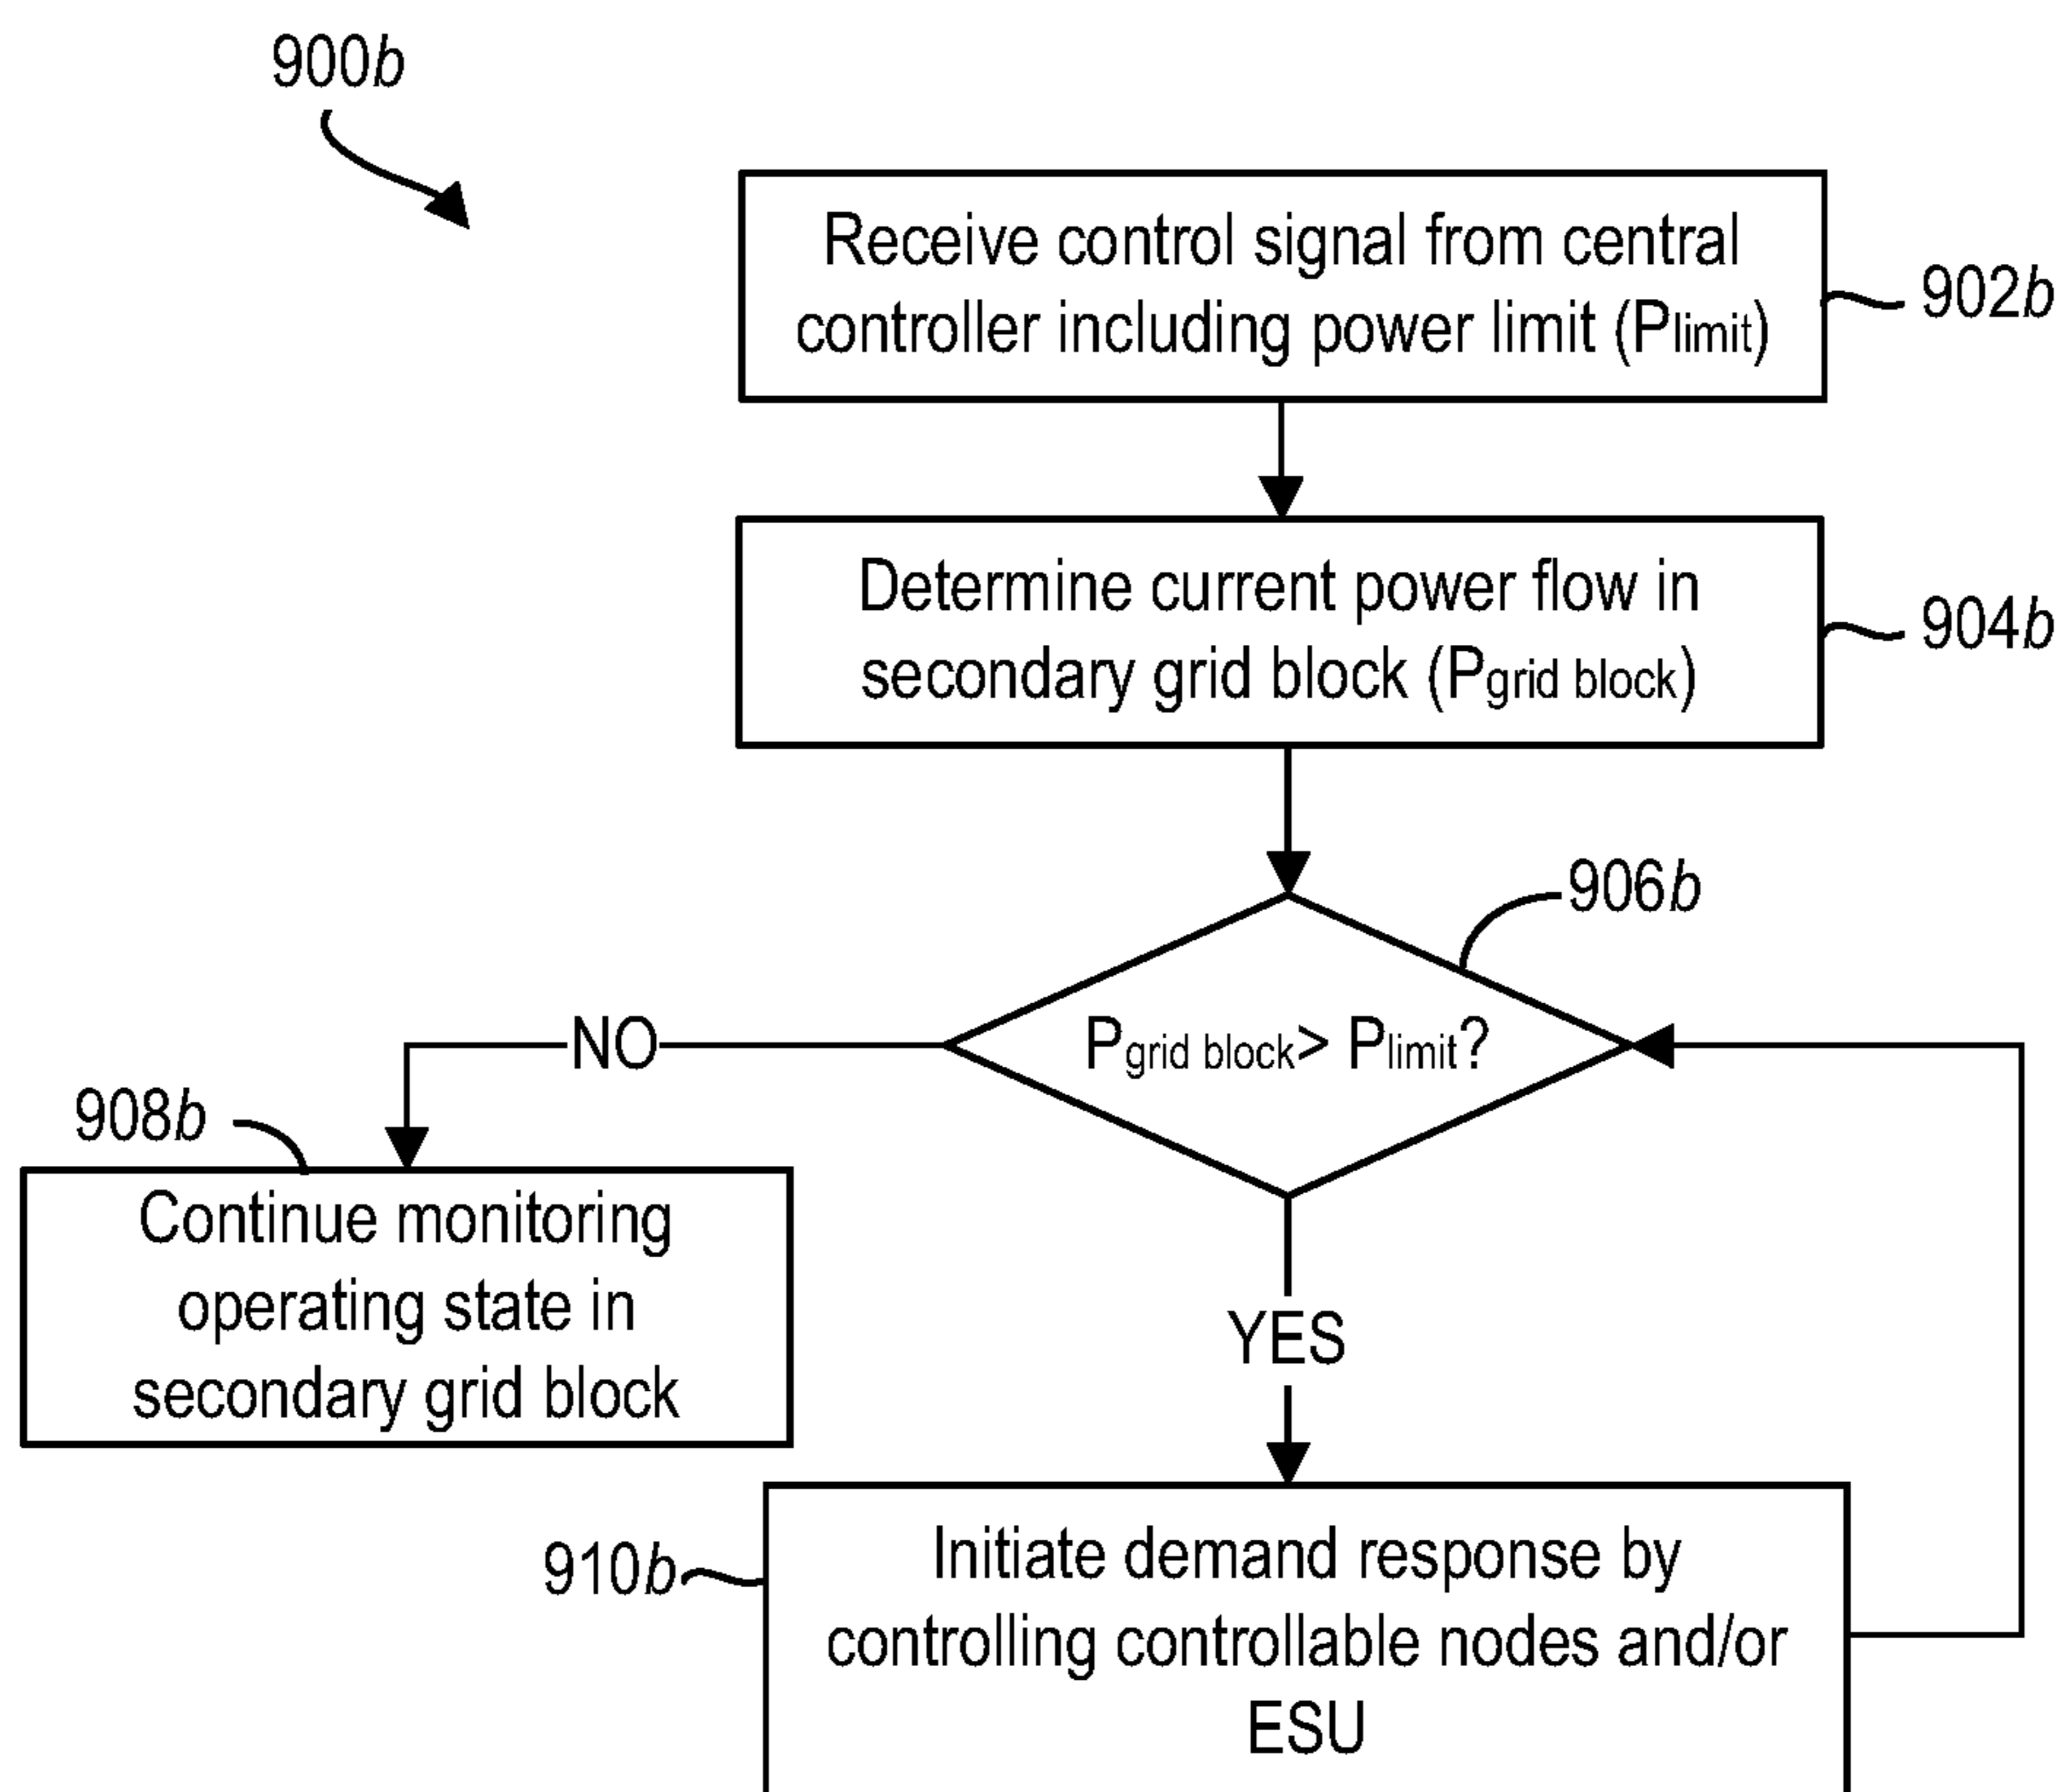 900b
Receive control signal from central
controller including power limit (Plimit)
902b
Determine current power flow in
secondary grid block (Pgrid block)
904b
906b
Pgrid block> Plimit?
NO
908b
Continue monitoring
operating state in
secondary grid block
YES
910b
Initiate demand response by
controlling controllable nodes and/or
ESU